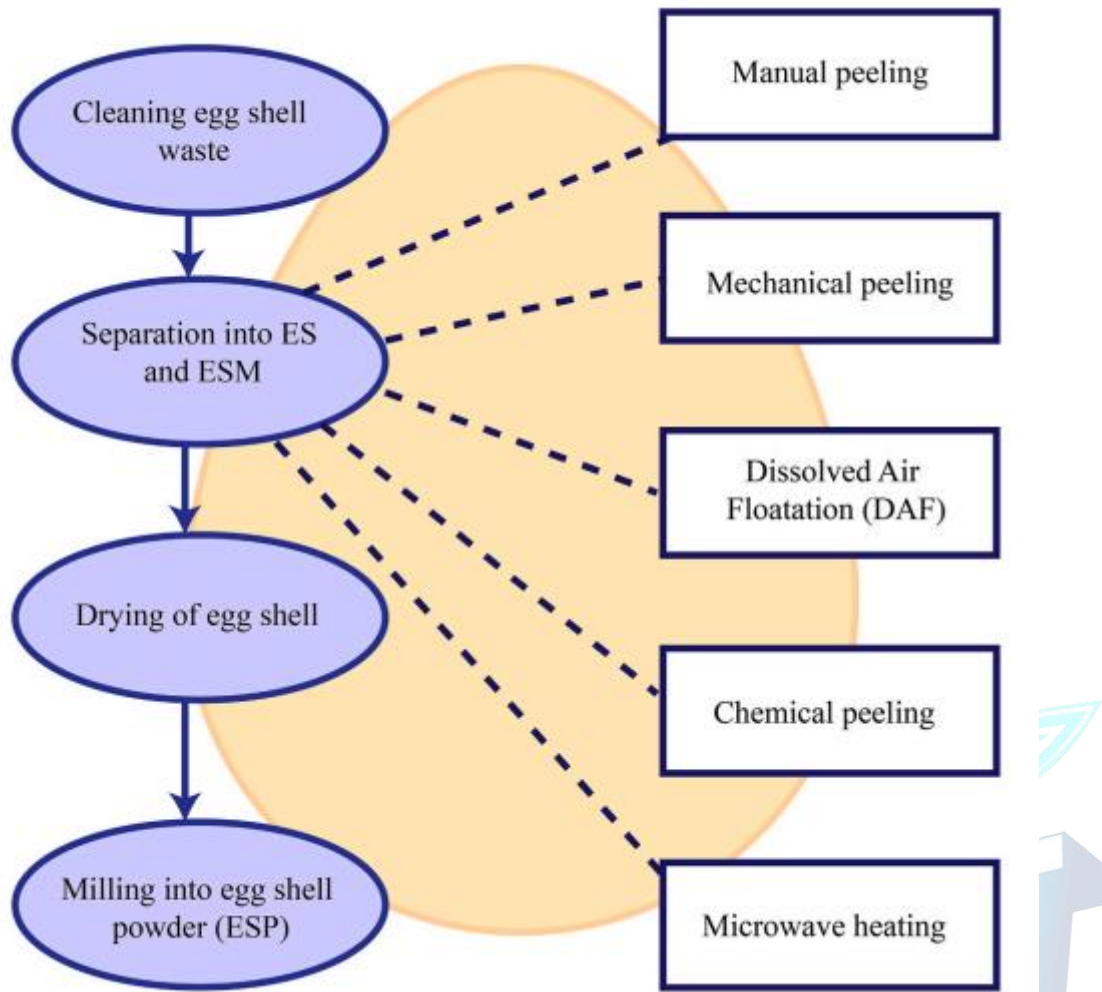 Cleaning egg shell
waste
Separation into ES
and ESM
Drying of egg shell
Milling into egg shell
powder (ESP)
Manual peeling
Mechanical peeling
Dissolved Air
Floatation (DAF)
Chemical peeling
Microwave heating